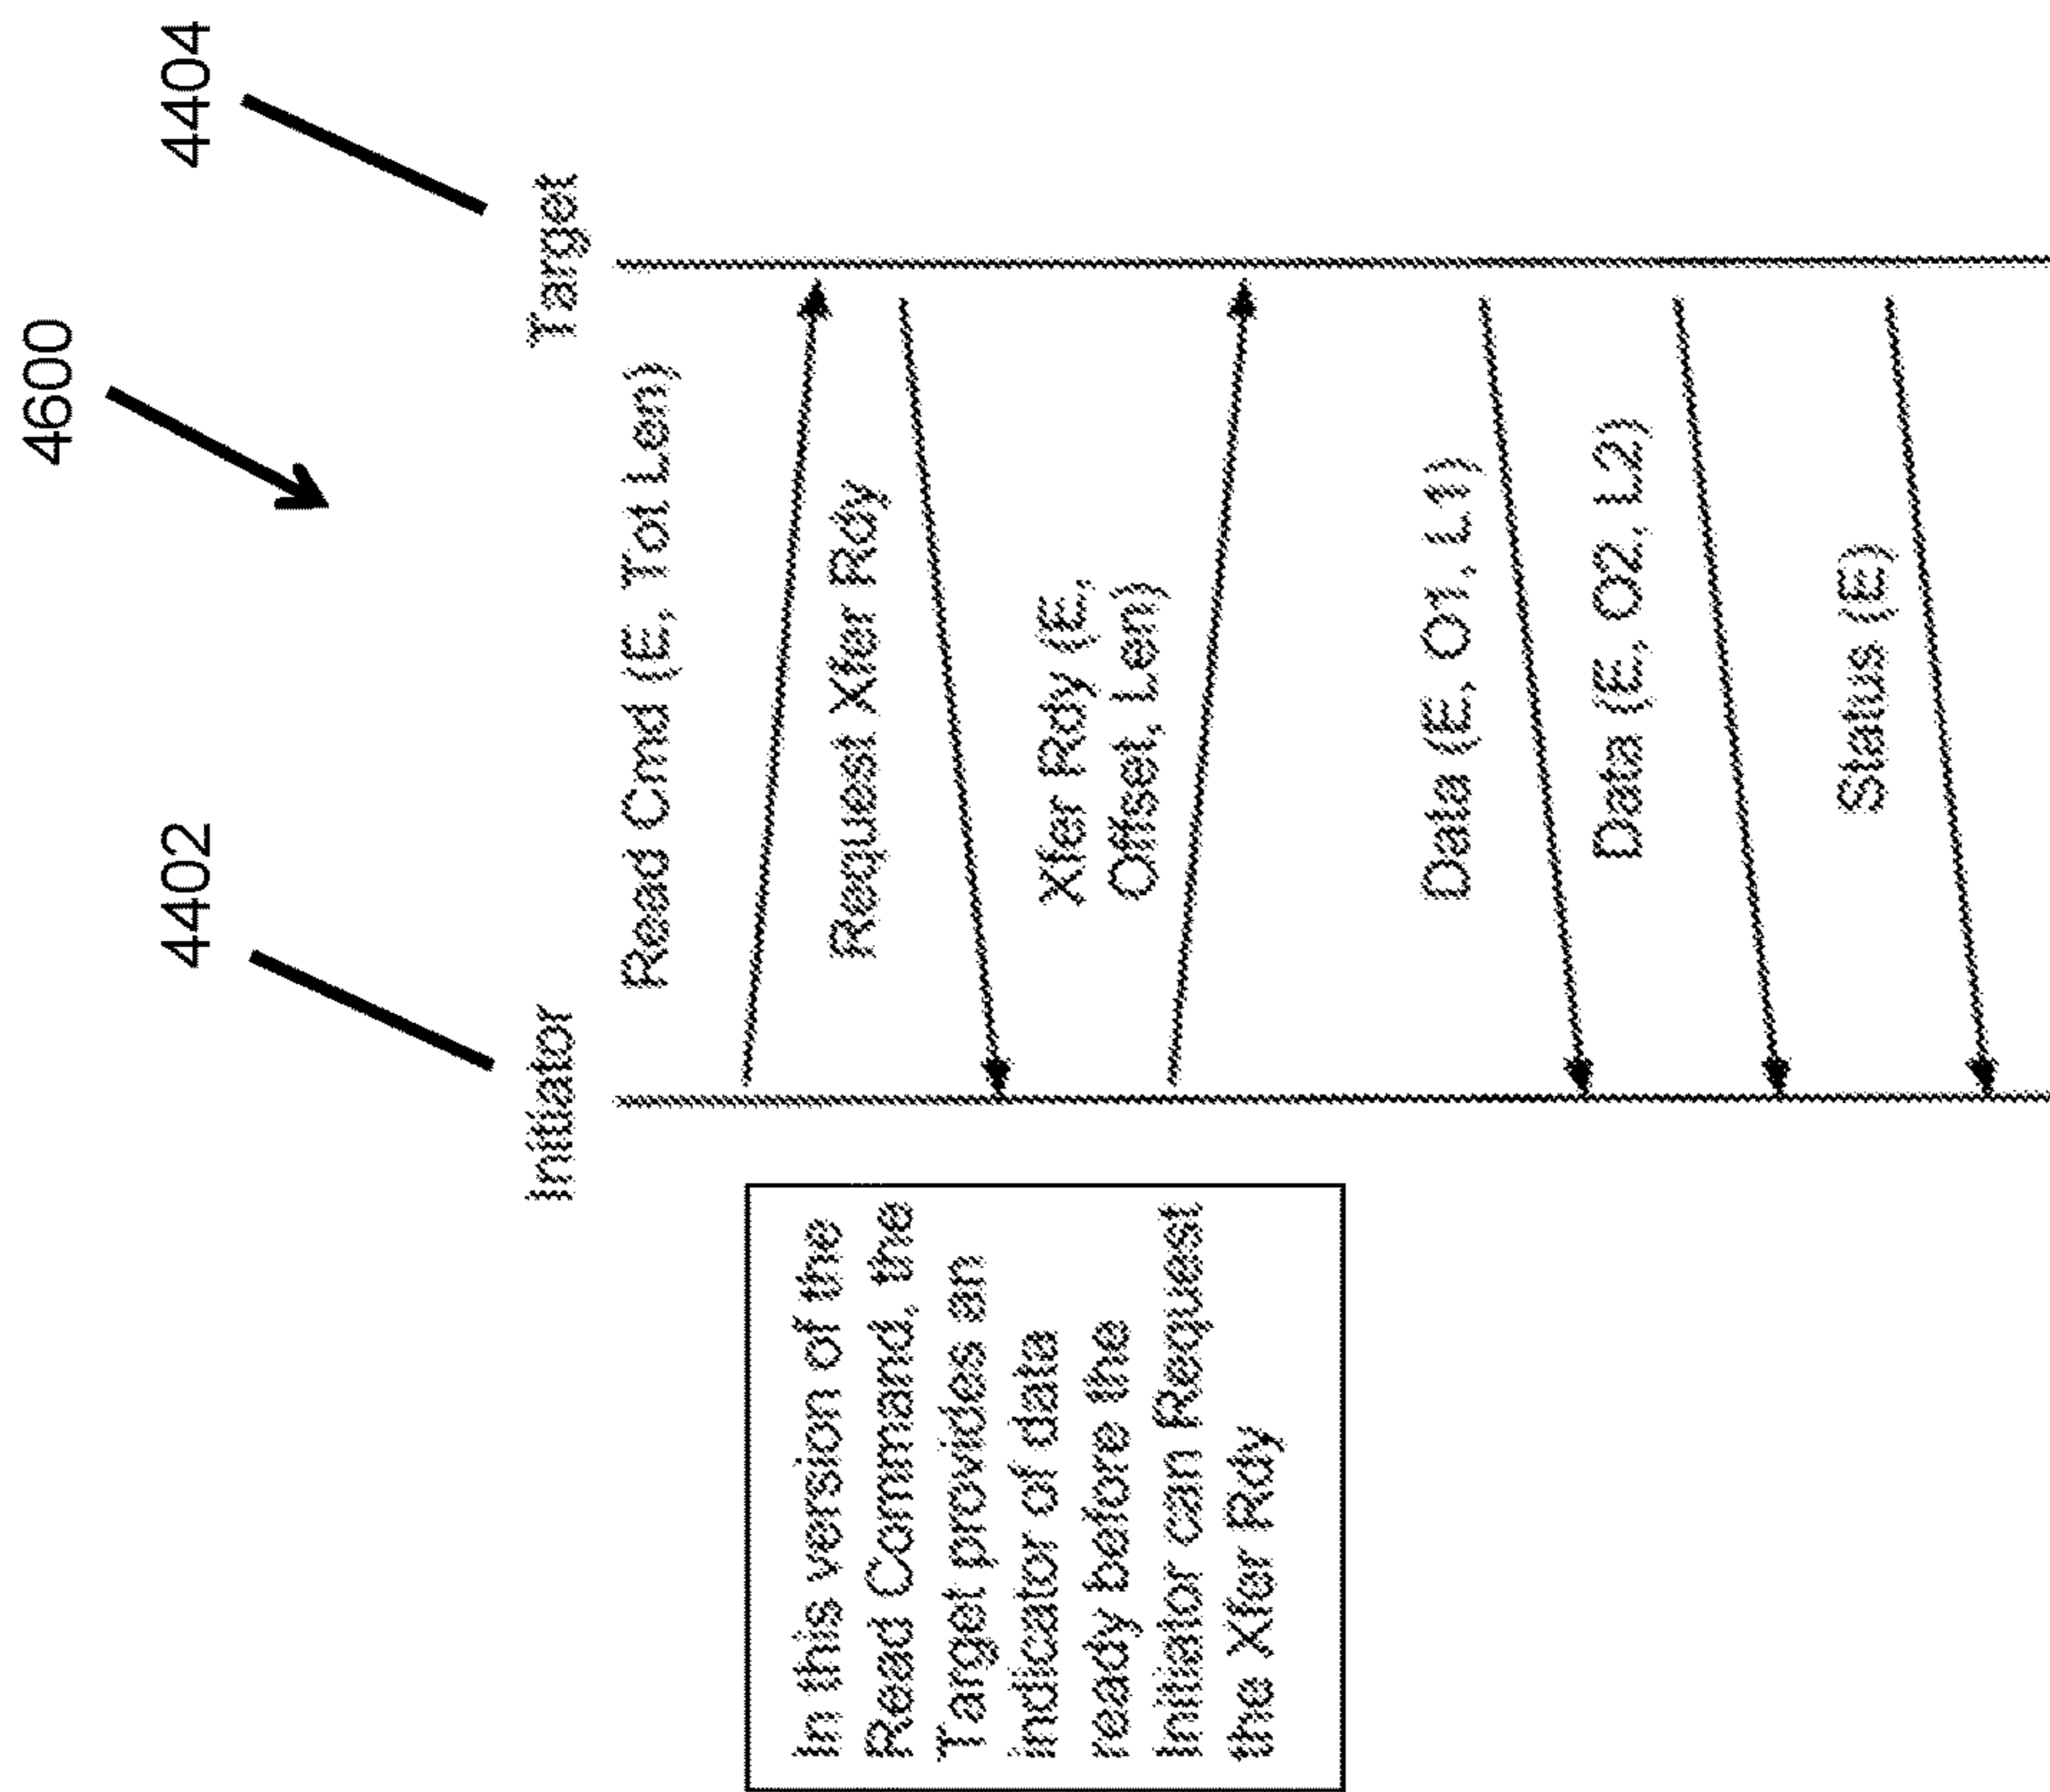 4600
4402
4404
Initiator
Target
Read Cmd (E, Tot Len)
Request Xfer Rdy
Xfer Rdy (E,
Offset, Len)
Data (E, O1, L1)
Data (E, O2, L2)
Status (E)
In this version of the
Read Command, the
Target provides an
indicator of data
ready before the
Initiator can Request
the Xfer Rdy